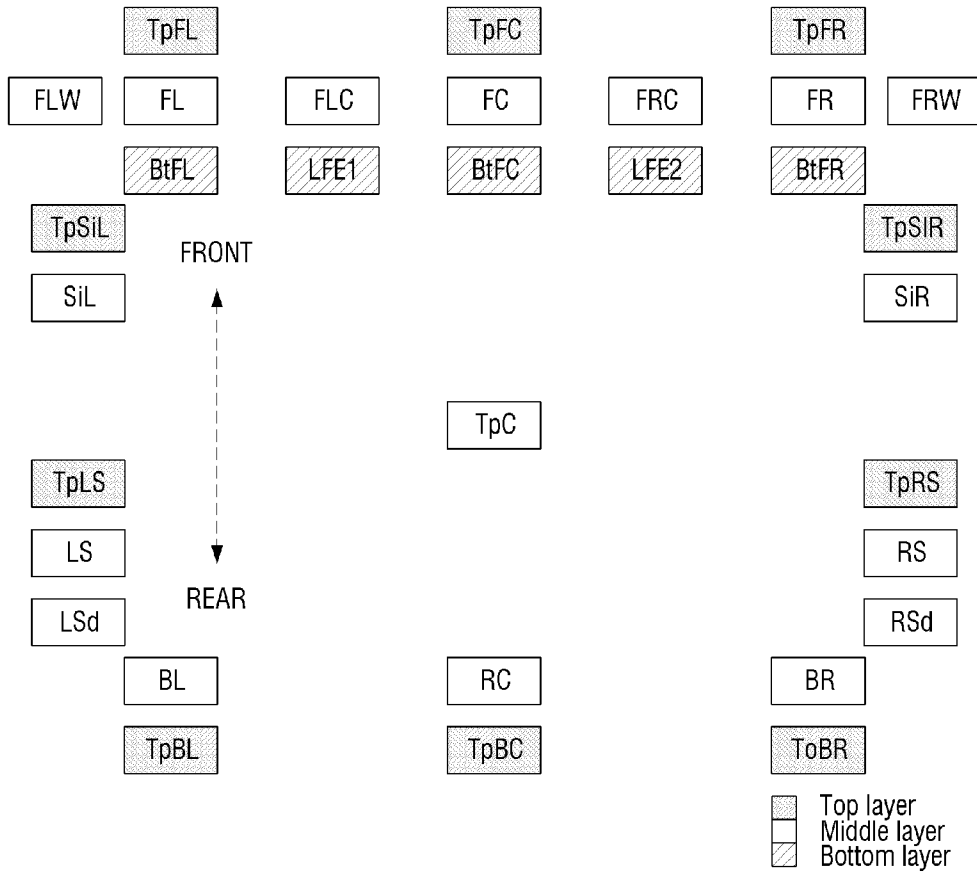 TpFL TpFC TpFR
FLW FL FLC FC FRC FR FRW
BtFL LFE1 BtFC LFE2 BtFR
TpSiL TpSIR
FRONT
SiL SiR
TpC
TpLS TpRS
LS RS
REAR
LSd RSd
BL RC BR
TpBL TpBC ToBR
Top layer
Middle layer
Bottom layer